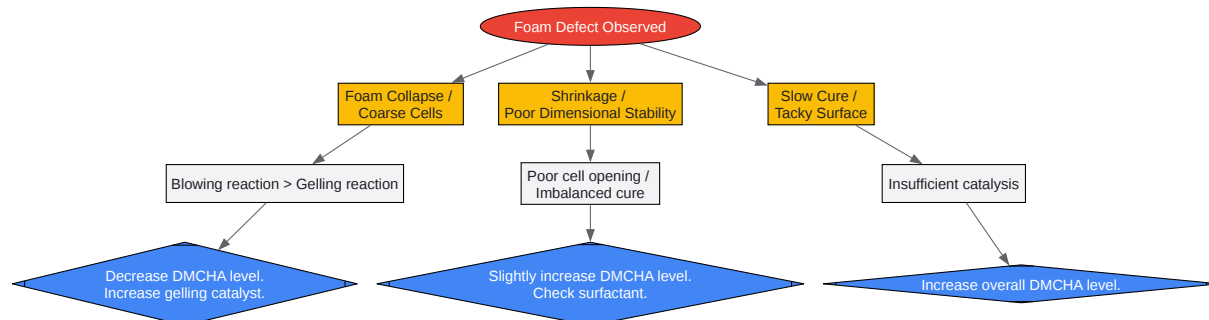 Foam Defect Observed
Foam Collapse /
Coarse Cells
Shrinkage /
Poor Dimensional Stability
Slow Cure /
Tacky Surface
Blowing reaction > Gelling reaction
Poor cell opening /
Imbalanced cure
Insufficient catalysis
Decrease DMCHA level.
Increase gelling catalyst.
Slightly increase DMCHA level.
Check surfactant.
Increase overall DMCHA level.